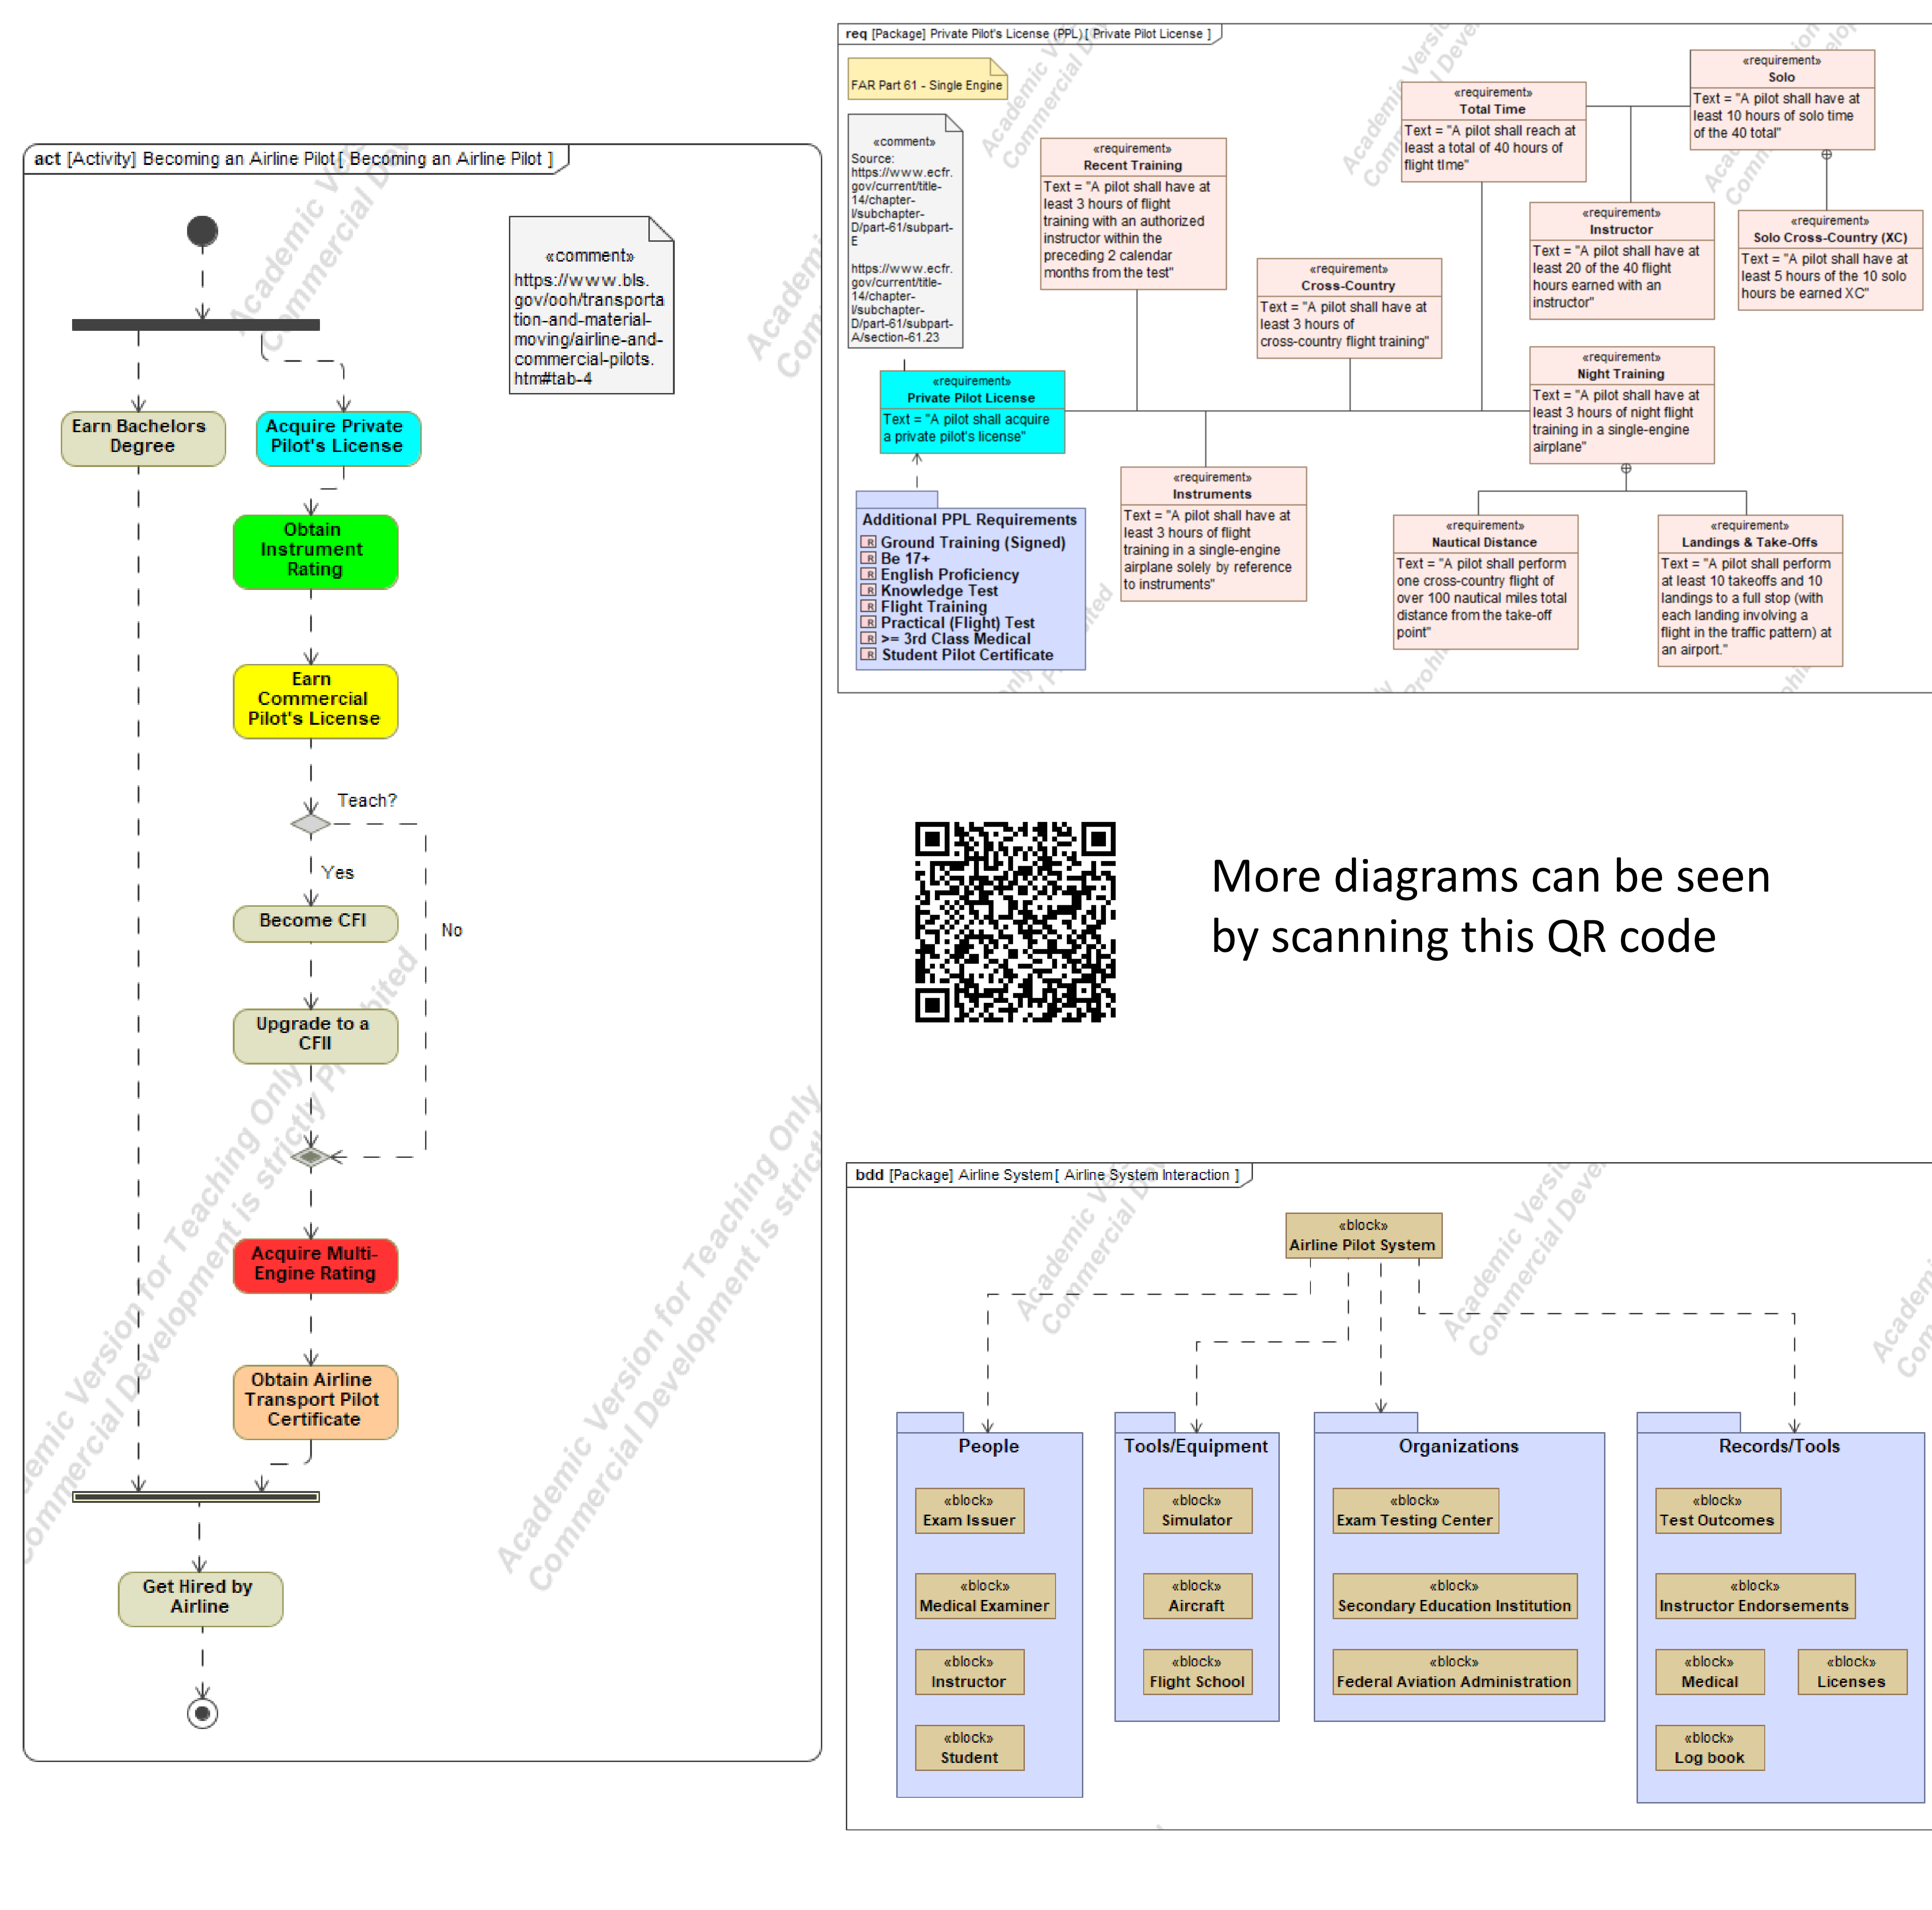 act [Activity] Becoming an Airline Pilot [ Becoming an Airline Pilot ]
«comment»
https://www.bls.
gov/ooh/transporta
tion-and-material-
moving/airline-and-
commercial-pilots.
htm#tab-4
Earn Bachelors
Degree
Acquire Private
Pilot's License
Obtain
Instrument
Rating
Earn
Commercial
Pilot's License
Teach?
Yes
No
Become CFI
Upgrade to a
CFII
Acquire Multi-
Engine Rating
Obtain Airline
Transport Pilot
Certificate
Get Hired by
Airline
Academic Version for Teaching Only
Commercial Development is strictly Prohibited
req [Package] Private Pilot's License (PPL) [ Private Pilot License ]
FAR Part 61 - Single Engine
«comment»
Source:
https://www.ecfr.
gov/current/title-
14/chapter-
I/subchapter-
D/part-61/subpart-
E
https://www.ecfr.
gov/current/title-
14/chapter-
I/subchapter-
D/part-61/subpart-
A/section-61.23
«requirement»
Private Pilot License
Text = "A pilot shall acquire
a private pilot's license"
Additional PPL Requirements
R Ground Training (Signed)
R Be 17+
R English Proficiency
R Knowledge Test
R Flight Training
R Practical (Flight) Test
R >= 3rd Class Medical
R Student Pilot Certificate
«requirement»
Recent Training
Text = "A pilot shall have at
least 3 hours of flight
training with an authorized
instructor within the
preceding 2 calendar
months from the test"
«requirement»
Cross-Country
Text = "A pilot shall have at
least 3 hours of
cross-country flight training"
«requirement»
Total Time
Text = "A pilot shall reach at
least a total of 40 hours of
flight tIme"
«requirement»
Solo
Text = "A pilot shall have at
least 10 hours of solo time
of the 40 total"
«requirement»
Instructor
Text = "A pilot shall have at
least 20 of the 40 flight
hours earned with an
instructor"
«requirement»
Solo Cross-Country (XC)
Text = "A pilot shall have at
least 5 hours of the 10 solo
hours be earned XC"
«requirement»
Night Training
Text = "A pilot shall have at
least 3 hours of night flight
training in a single-engine
airplane"
«requirement»
Instruments
Text = "A pilot shall have at
least 3 hours of flight
training in a single-engine
airplane solely by reference
to instruments"
«requirement»
Nautical Distance
Text = "A pilot shall perform
one cross-country flight of
over 100 nautical miles total
distance from the take-off
point"
«requirement»
Landings & Take-Offs
Text = "A pilot shall perform
at least 10 takeoffs and 10
landings to a full stop (with
each landing involving a
flight in the traffic pattern) at
an airport."
More diagrams can be seen
by scanning this QR code
bdd [Package] Airline System [ Airline System Interaction ]
«block»
Airline Pilot System
People
«block»
Exam Issuer
«block»
Medical Examiner
«block»
Instructor
«block»
Student
Tools/Equipment
«block»
Simulator
«block»
Aircraft
«block»
Flight School
Organizations
«block»
Exam Testing Center
«block»
Secondary Education Institution
«block»
Federal Aviation Administration
Records/Tools
«block»
Test Outcomes
«block»
Instructor Endorsements
«block»
Medical
«block»
Licenses
«block»
Log book